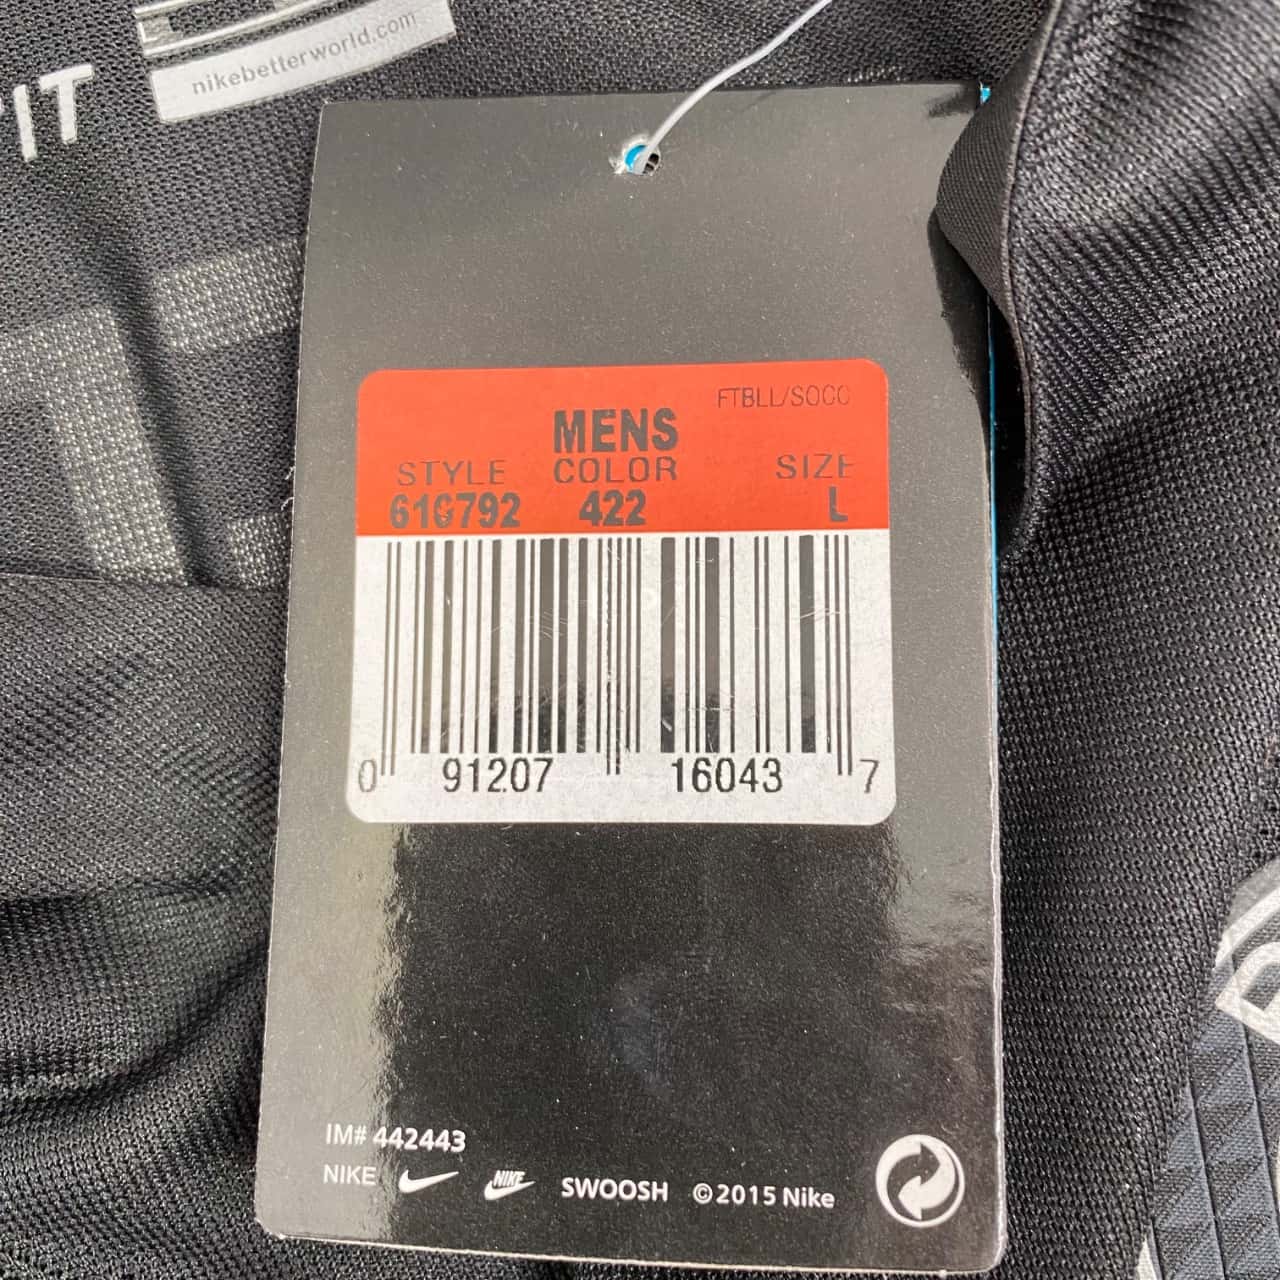 nikebetterworld.com
IT
FTBLL/SOCC
MENS
STYLE COLOR SIZE
616792 422 L
0 91207 16043 7
IM# 442443
NIKE NIKE SWOOSH ©2015 Nike